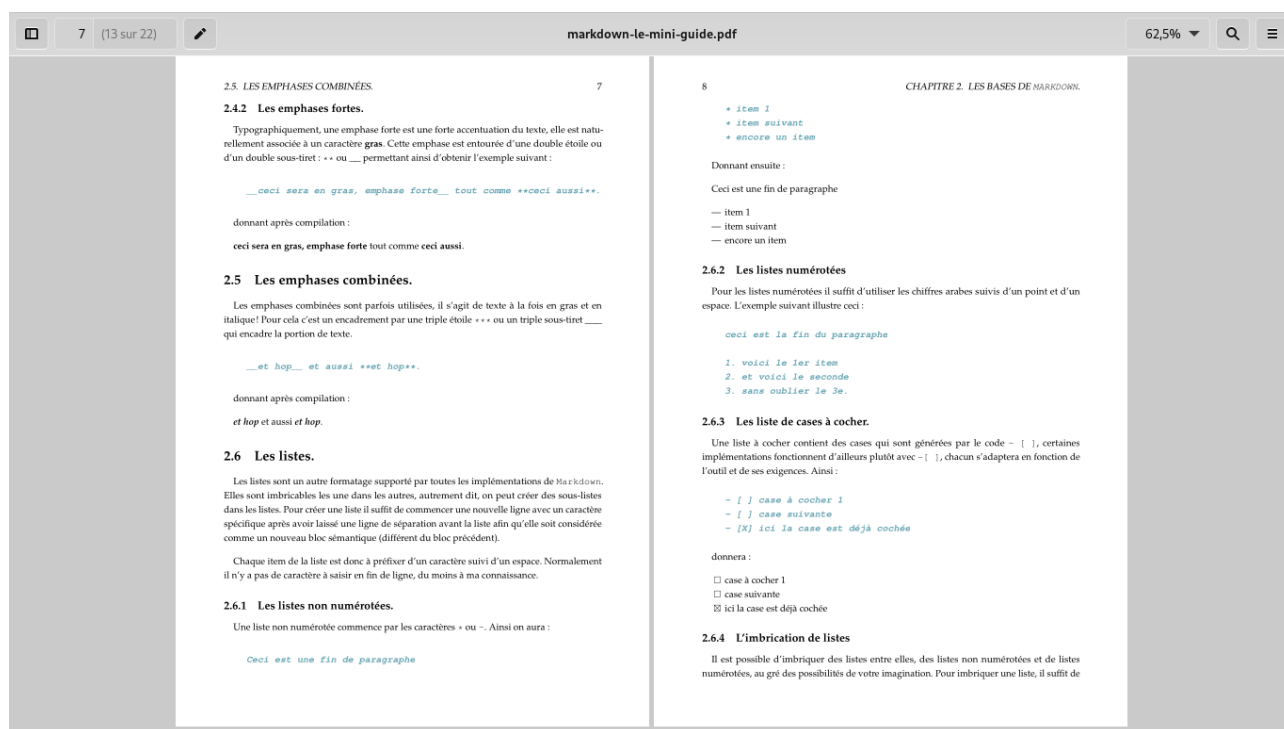 7 (13 sur 22)
markdown-le-mini-guide.pdf
62,5%
2.5. LES EMPHASES COMBINÉES. 7
2.4.2 Les emphases fortes.
Typographiquement, une emphase forte est une forte accentuation du texte, elle est natu-
rellement associée à un caractère gras. Cette emphase est entourée d'une double étoile ou
d'un double sous-tiret : ** ou __ permettant ainsi d'obtenir l'exemple suivant :
__ceci sera en gras, emphase forte__ tout comme **ceci aussi**.
donnant après compilation :
ceci sera en gras, emphase forte tout comme ceci aussi.
2.5 Les emphases combinées.
Les emphases combinées sont parfois utilisées, il s'agit de texte à la fois en gras et en
italique! Pour cela c'est un encadrement par une triple étoile *** ou un triple sous-tiret ___
qui encadre la portion de texte.
__et hop__ et aussi **et hop**.
donnant après compilation :
et hop et aussi et hop.
2.6 Les listes.
Les listes sont un autre formatage supporté par toutes les implémentations de Markdown.
Elles sont imbricables les une dans les autres, autrement dit, on peut créer des sous-listes
dans les listes. Pour créer une liste il suffit de commencer une nouvelle ligne avec un caractère
spécifique après avoir laissé une ligne de séparation avant la liste afin qu'elle soit considérée
comme un nouveau bloc sémantique (différent du bloc précédent).
Chaque item de la liste est donc à préfixer d'un caractère suivi d'un espace. Normalement
il n'y a pas de caractère à saisir en fin de ligne, du moins à ma connaissance.
2.6.1 Les listes non numérotées.
Une liste non numérotée commence par les caractères * ou -. Ainsi on aura :
Ceci est une fin de paragraphe
8 CHAPITRE 2. LES BASES DE MARKDOWN.
* item 1
* item suivant
* encore un item
Donnant ensuite :
Ceci est une fin de paragraphe
— item 1
— item suivant
— encore un item
2.6.2 Les listes numérotées
Pour les listes numérotées il suffit d'utiliser les chiffres arabes suivis d'un point et d'un
espace. L'exemple suivant illustre ceci :
ceci est la fin du paragraphe
1. voici le 1er item
2. et voici le seconde
3. sans oublier le 3e.
2.6.3 Les liste de cases à cocher.
Une liste à cocher contient des cases qui sont générées par le code - [ ], certaines
implémentations fonctionnent d'ailleurs plutôt avec -[ ], chacun s'adaptera en fonction de
l'outil et de ses exigences. Ainsi :
- [ ] case à cocher 1
- [ ] case suivante
- [X] ici la case est déjà cochée
donnera :
☐ case à cocher 1
☐ case suivante
☒ ici la case est déjà cochée
2.6.4 L'imbrication de listes
Il est possible d'imbriquer des listes entre elles, des listes non numérotées et de listes
numérotées, au gré des possibilités de votre imagination. Pour imbriquer une liste, il suffit de